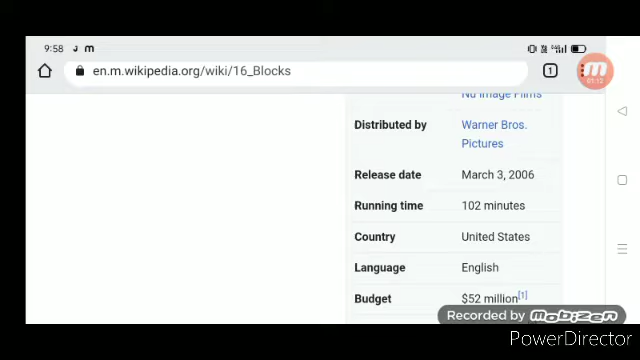 9:58
en.m.wikipedia.org/wiki/16_Blocks
1
01:12
Nu Image Films
Distributed by Warner Bros.
Pictures
Release date March 3, 2006
Running time 102 minutes
Country United States
Language English
Budget $52 million[1]
Recorded by Mobizen
PowerDirector